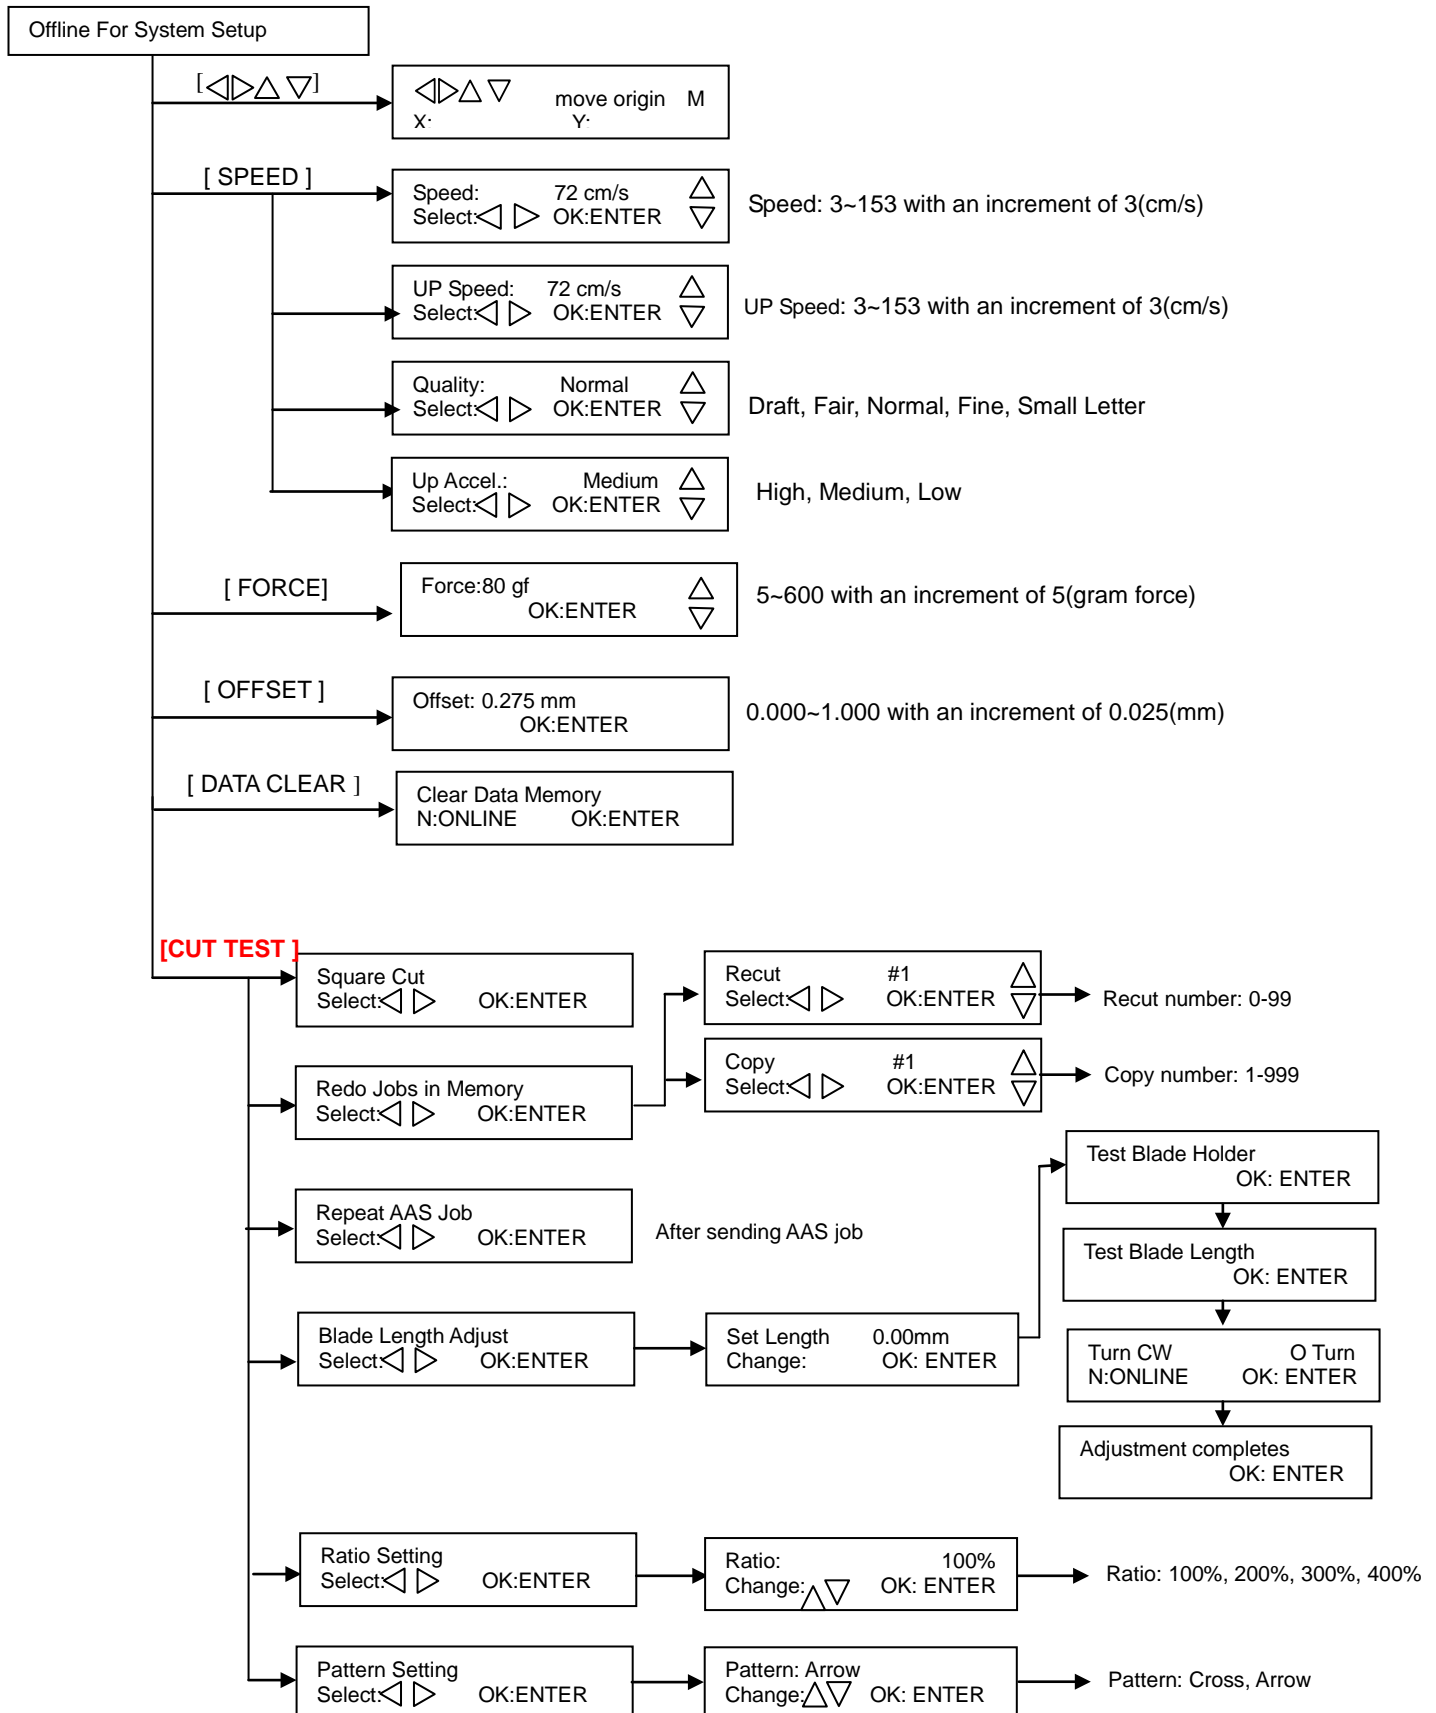 Offline For System Setup
[◁▷△ ▽]
◁▷△ ▽ move origin M
X: Y:
[ SPEED ]
Speed: 72 cm/s △
Select:◁ ▷ OK:ENTER ▽
Speed: 3~153 with an increment of 3(cm/s)
UP Speed: 72 cm/s △
Select:◁ ▷ OK:ENTER ▽
UP Speed: 3~153 with an increment of 3(cm/s)
Quality: Normal △
Select:◁ ▷ OK:ENTER ▽
Draft, Fair, Normal, Fine, Small Letter
Up Accel.: Medium △
Select:◁ ▷ OK:ENTER ▽
High, Medium, Low
[ FORCE]
Force:80 gf △
OK:ENTER ▽
5~600 with an increment of 5(gram force)
[ OFFSET ]
Offset: 0.275 mm
OK:ENTER
0.000~1.000 with an increment of 0.025(mm)
[ DATA CLEAR ]
Clear Data Memory
N:ONLINE OK:ENTER
[CUT TEST ]
Square Cut
Select:◁ ▷ OK:ENTER
Recut #1 △
Select:◁ ▷ OK:ENTER ▽
Recut number: 0-99
Redo Jobs in Memory
Select:◁ ▷ OK:ENTER
Copy #1 △
Select:◁ ▷ OK:ENTER ▽
Copy number: 1-999
Repeat AAS Job
Select:◁ ▷ OK:ENTER
After sending AAS job
Blade Length Adjust
Select:◁ ▷ OK:ENTER
Set Length 0.00mm
Change: OK: ENTER
Test Blade Holder
OK: ENTER
Test Blade Length
OK: ENTER
Turn CW O Turn
N:ONLINE OK: ENTER
Adjustment completes
OK: ENTER
Ratio Setting
Select:◁ ▷ OK:ENTER
Ratio: 100%
Change:△▽ OK: ENTER
Ratio: 100%, 200%, 300%, 400%
Pattern Setting
Select:◁ ▷ OK:ENTER
Pattern: Arrow
Change:△▽ OK: ENTER
Pattern: Cross, Arrow